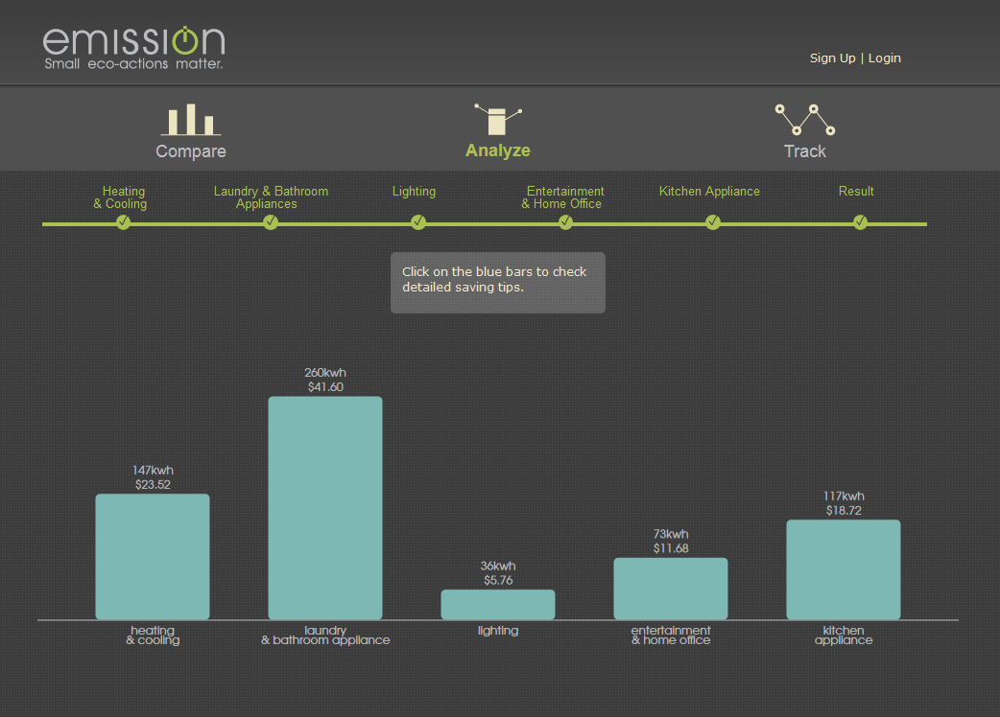 emission
Small eco-actions matter.
Sign Up | Login
Compare
Analyze
Track
Heating
& Cooling
Laundry & Bathroom
Appliances
Lighting
Entertainment
& Home Office
Kitchen Appliance
Result
Click on the blue bars to check
detailed saving tips.
147kwh
$23.52
260kwh
$41.60
36kwh
$5.76
73kwh
$11.68
117kwh
$18.72
heating
& cooling
laundry
& bathroom appliance
lighting
entertainment
& home office
kitchen
appliance